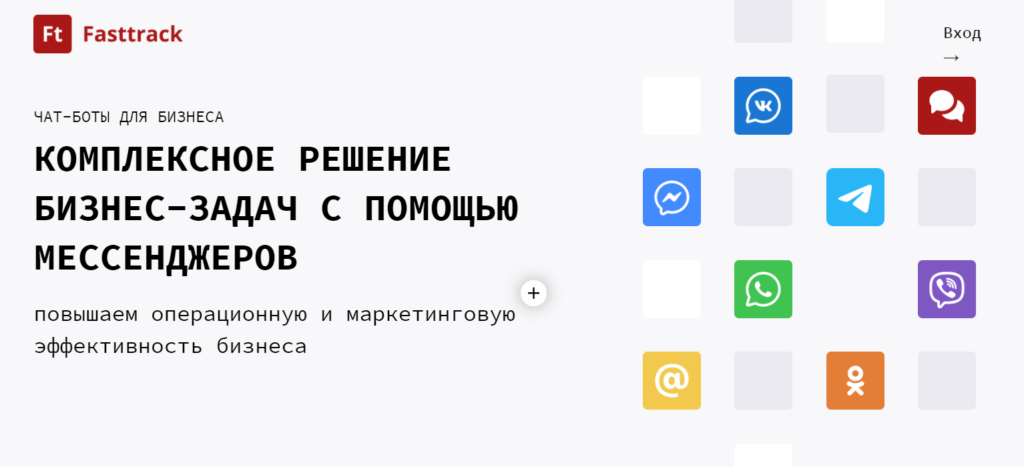 Ft Fasttrack
Вход
→
ЧАТ-БОТЫ ДЛЯ БИЗНЕСА
КОМПЛЕКСНОЕ РЕШЕНИЕ
БИЗНЕС-ЗАДАЧ С ПОМОЩЬЮ
МЕССЕНДЖЕРОВ
+
повышаем операционную и маркетинговую
эффективность бизнеса
@